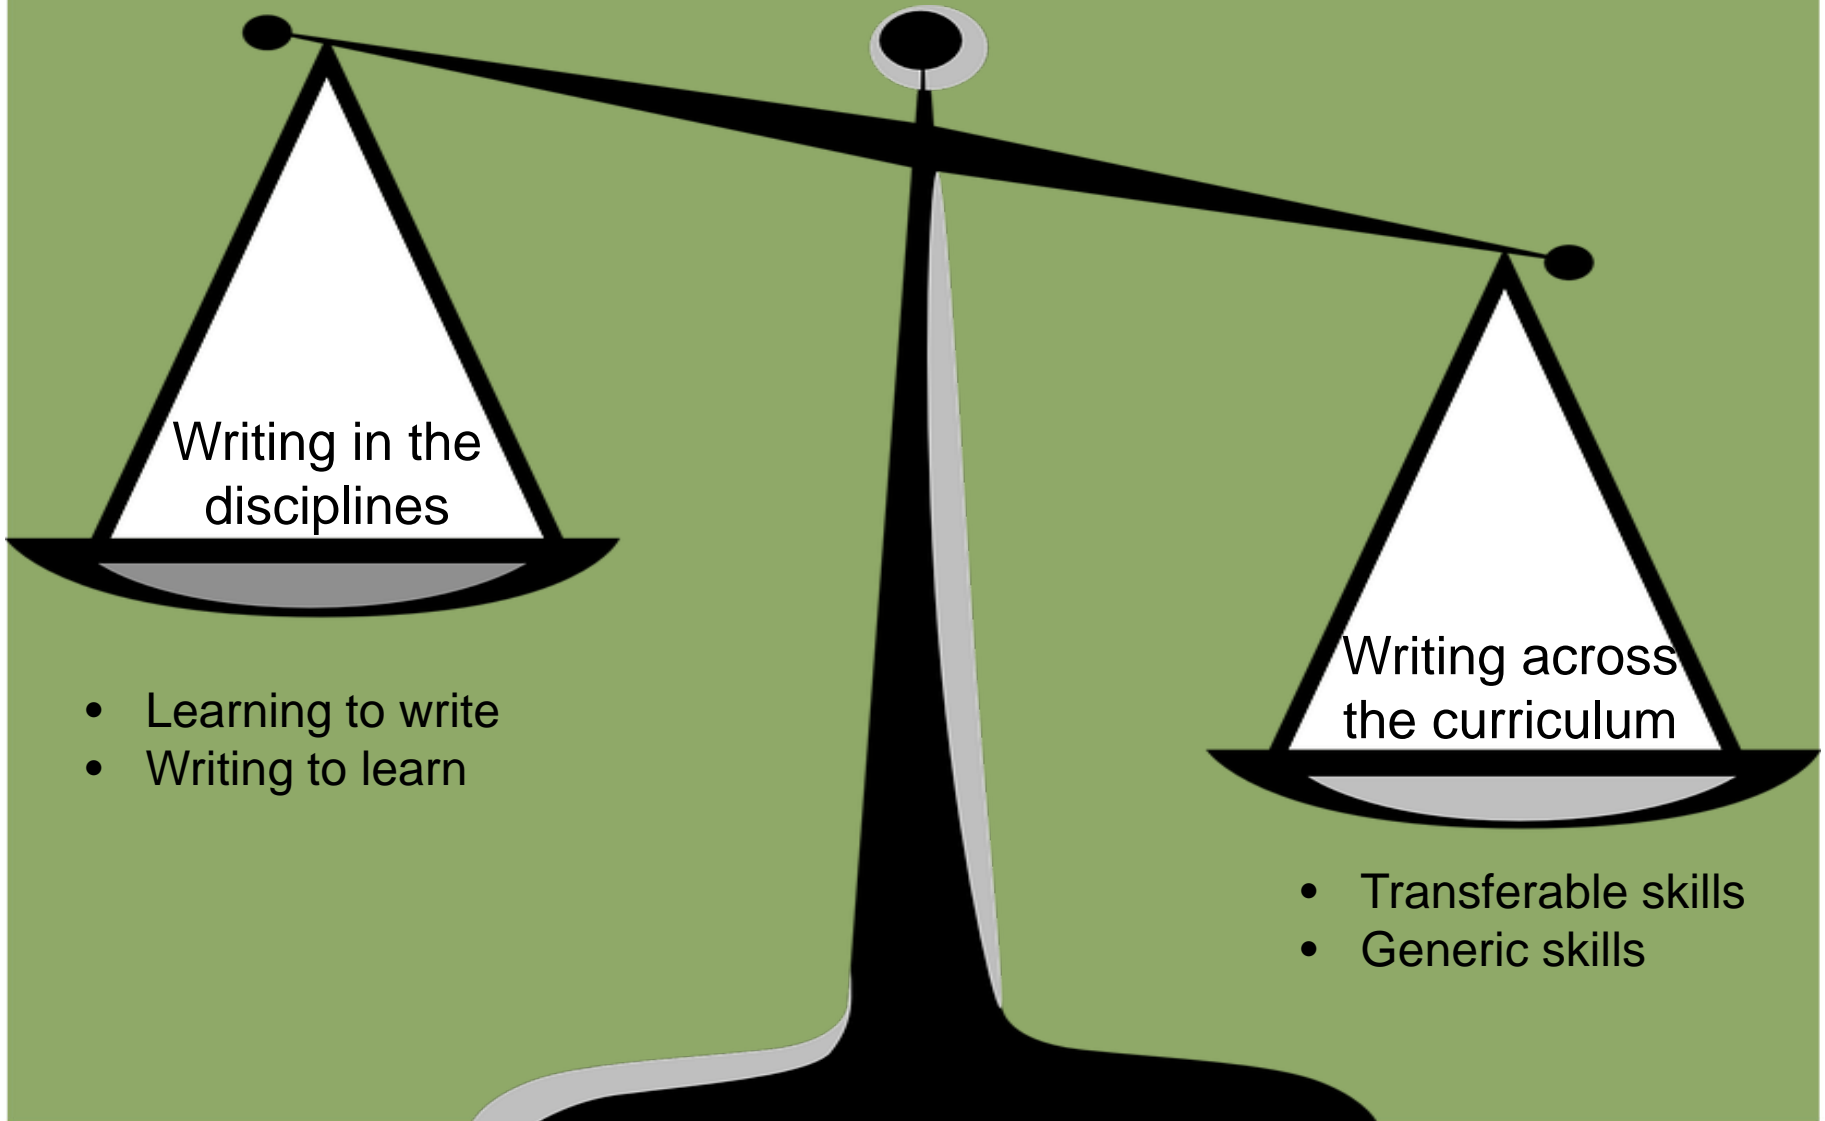 Writing in the
disciplines
• Learning to write
• Writing to learn
Writing across
the curriculum
• Transferable skills
• Generic skills